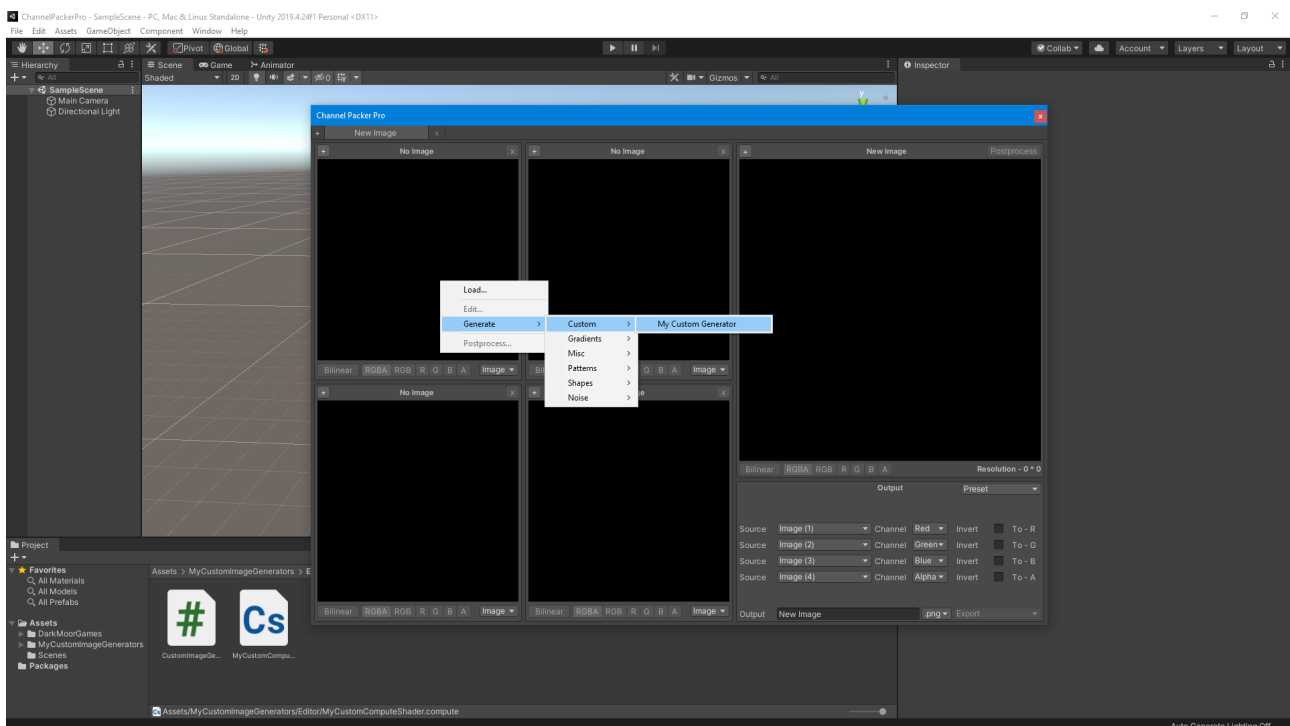 ChannelPackerPro - SampleScene - PC, Mac & Linux Standalone - Unity 2019.4.24f1 Personal <DX11>
File Edit Assets GameObject Component Window Help
Pivot Global Collab Account Layers Layout
Hierarchy Scene Game Animator Inspector
All Shaded 2D 0 Gizmos All
SampleScene
Main Camera
Directional Light
y
Channel Packer Pro x
+ New Image x
+ No Image x + No Image x + New Image Postprocess
Load...
Edit...
Generate > Custom > My Custom Generator
Gradients >
Postprocess...
Misc >
Patterns >
Shapes >
Noise >
Bilinear RGBA RGB R G B A Image G B A Image
+ No Image x + x
Bilinear RGBA RGB R G B A Resolution - 0 * 0
Output Preset
Source Image (1) Channel Red Invert To - R
Source Image (2) Channel Green Invert To - G
Source Image (3) Channel Blue Invert To - B
Source Image (4) Channel Alpha Invert To - A
Bilinear RGBA RGB R G B A Image Bilinear RGBA RGB R G B A Image Output New Image .png Export
Project
Favorites
All Materials
All Models
All Prefabs
Assets
DarkMoorGames
MyCustomImageGenerators
Scenes
Packages
Assets > MyCustomImageGenerators > E
# Cs
CustomImageGe... MyCustomCompu...
Assets/MyCustomImageGenerators/Editor/MyCustomComputeShader.compute
Auto Generate Lighting Off